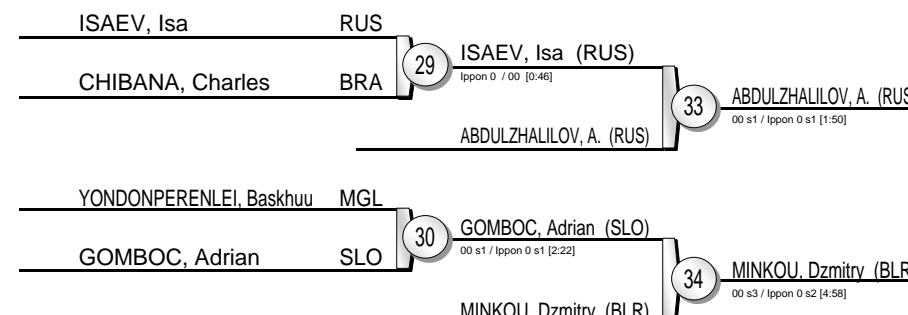 ISAEV, Isa RUS
29
ISAEV, Isa (RUS)
Ippon 0 / 00 [0:46]
CHIBANA, Charles BRA
33
ABDULZHALILOV, A. (RUS
00 s1 / Ippon 0 s1 [1:50]
ABDULZHALILOV, A. (RUS)
YONDONPERENLEI, Baskhuu MGL
30
GOMBOC, Adrian (SLO)
00 s1 / Ippon 0 s1 [2:22]
GOMBOC, Adrian SLO
34
MINKOU, Dzmitry (BLR
00 s3 / Ippon 0 s2 [4:58]
MINKOU, Dzmitry (BLR)